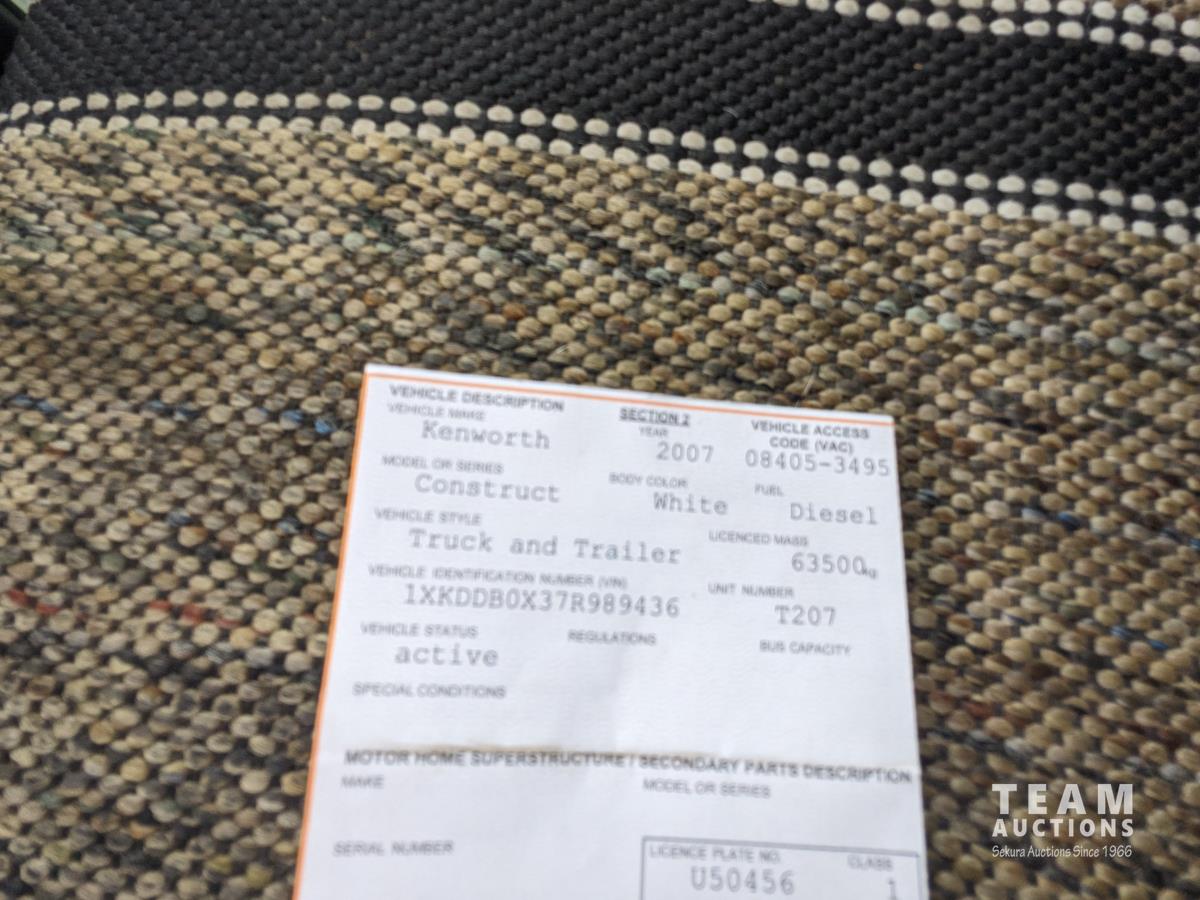 VEHICLE DESCRIPTION SECTION 2 VEHICLE ACCESS CODE (VAC)
VEHICLE MAKE YEAR
Kenworth 2007 08405-3495
MODEL OR SERIES BODY COLOR FUEL
Construct White Diesel
VEHICLE STYLE LICENCED MASS
Truck and Trailer 63500kg
VEHICLE IDENTIFICATION NUMBER (VIN) UNIT NUMBER
1XKDDB0X37R989436 T207
VEHICLE STATUS REGULATIONS BUS CAPACITY
active
SPECIAL CONDITIONS
MOTOR HOME SUPERSTRUCTURE / SECONDARY PARTS DESCRIPTION
MAKE MODEL OR SERIES
SERIAL NUMBER
LICENCE PLATE NO. CLASS
U50456 1
TEAM
AUCTIONS
Sekura Auctions Since 1966